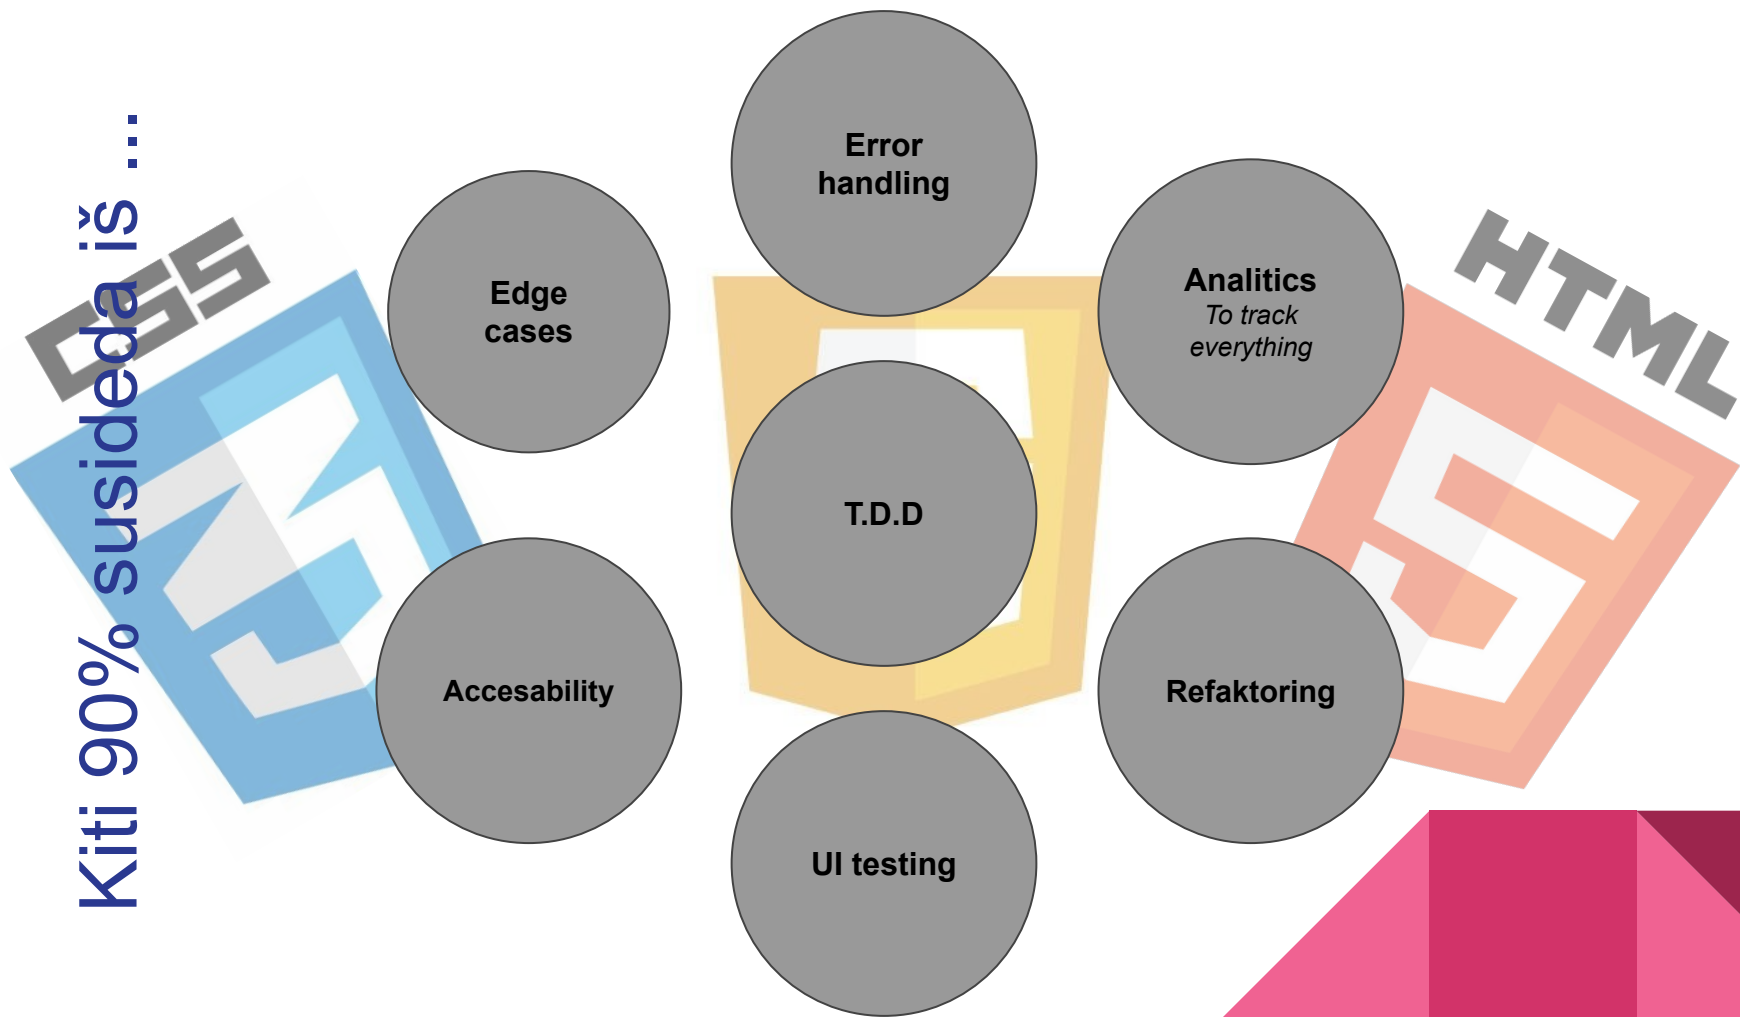 Kiti 90% susideda iš ...
CSS
Error
handling
Edge
cases
Analitics
To track
everything
HTML
T.D.D
Accesability
Refaktoring
UI testing